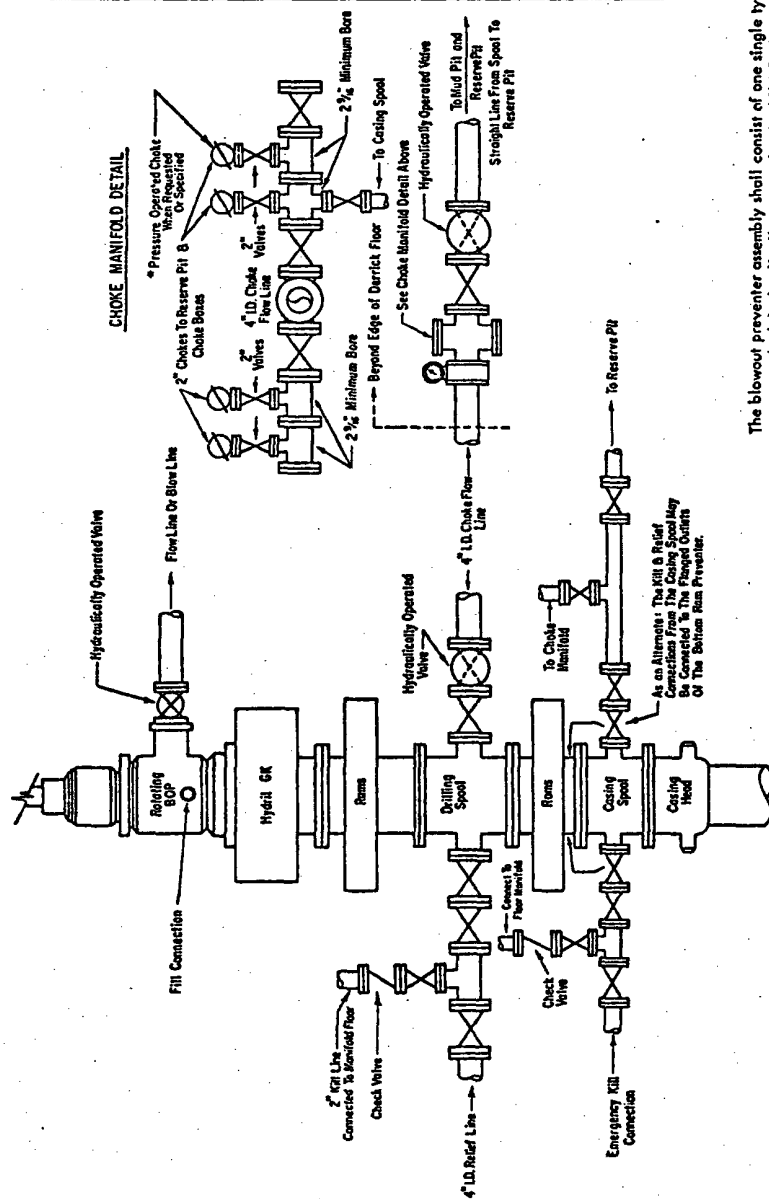 CHOKE MANIFOLD DETAIL
*Pressure Operated Choke
When Requested
Or Specified
2" Chokes To Reserve Pit &
Choke Boxes
2"
Valves
4" I.D. Choke
Flow Line
2"
Valves
2 9/16" Minimum Bore
To Casing Spool
2 9/16" Minimum Bore
Hydraulically Operated Valve
Flow Line Or Blow Line
Rotating
BOP
Fill Connection
Hydril GK
Rams
Beyond Edge of Derrick Floor
See Choke Manifold Detail Above
Hydraulically Operated Valve
To Mud Pit and
Reserve Pit
Straight Line From Spool To
Reserve Pit
4" I.D. Choke Flow
Line
Hydraulically Operated
Valve
Drilling
Spool
2" Kill Line
Connected To Manifold Floor
Check Valve
4" I.D. Relief Line
Rams
Connect To
Floor Manifold
Check
Valve
Emergency Kill
Connection
Casing
Spool
Casing
Head
To Choke
Manifold
To Reserve Pit
As an Alternate: The Kill & Relief
Connections From The Casing Spool May
Be Connected To The Flanged Outlets
Of The Bottom Ram Preventer.
The blowout preventer assembly shall consist of one single ty